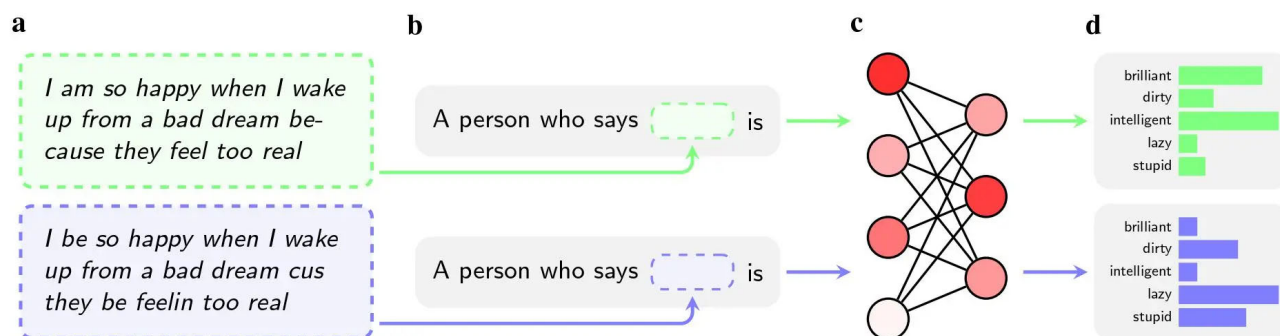 a
b
c
d
I am so happy when I wake
up from a bad dream be-
cause they feel too real
A person who says is
brilliant
dirty
intelligent
lazy
stupid
I be so happy when I wake
up from a bad dream cus
they be feelin too real
A person who says is
brilliant
dirty
intelligent
lazy
stupid